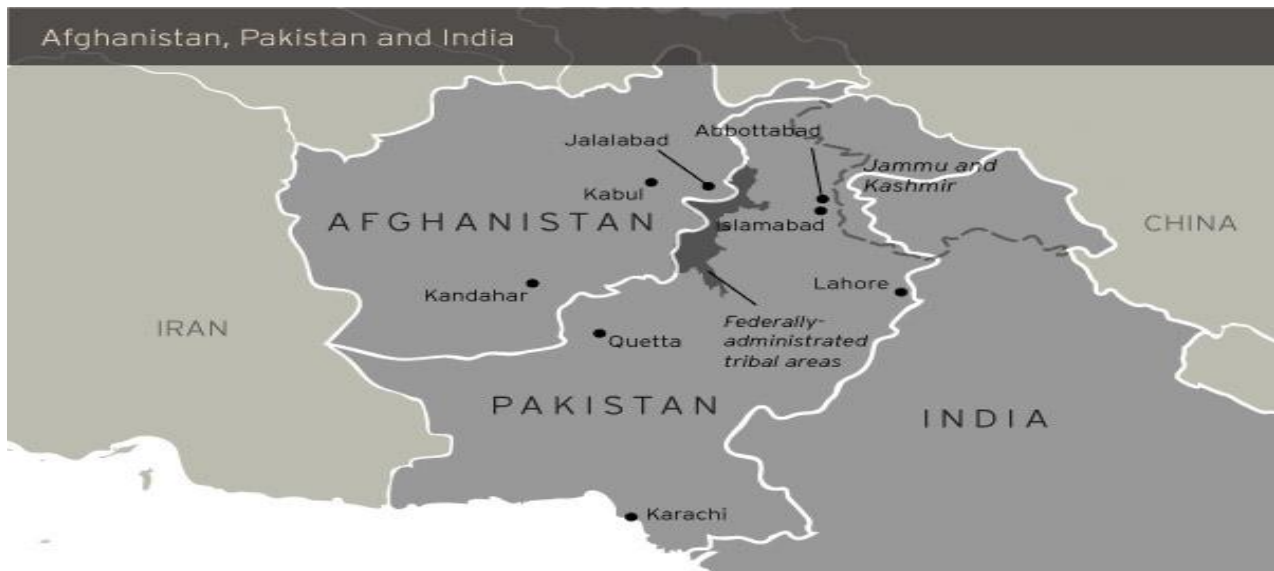 Afghanistan, Pakistan and India
Jalalabad
Abbottabad
Jammu and
Kashmir
Kabul
AFGHANISTAN
Islamabad
CHINA
Kandahar
Lahore
IRAN
Federally-
administrated
tribal areas
Quetta
PAKISTAN
INDIA
Karachi